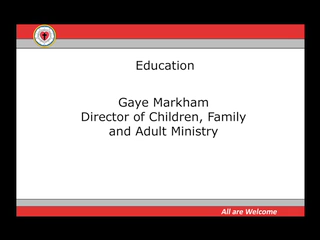 Education
Gaye Markham
Director of Children, Family
and Adult Ministry
All are Welcome